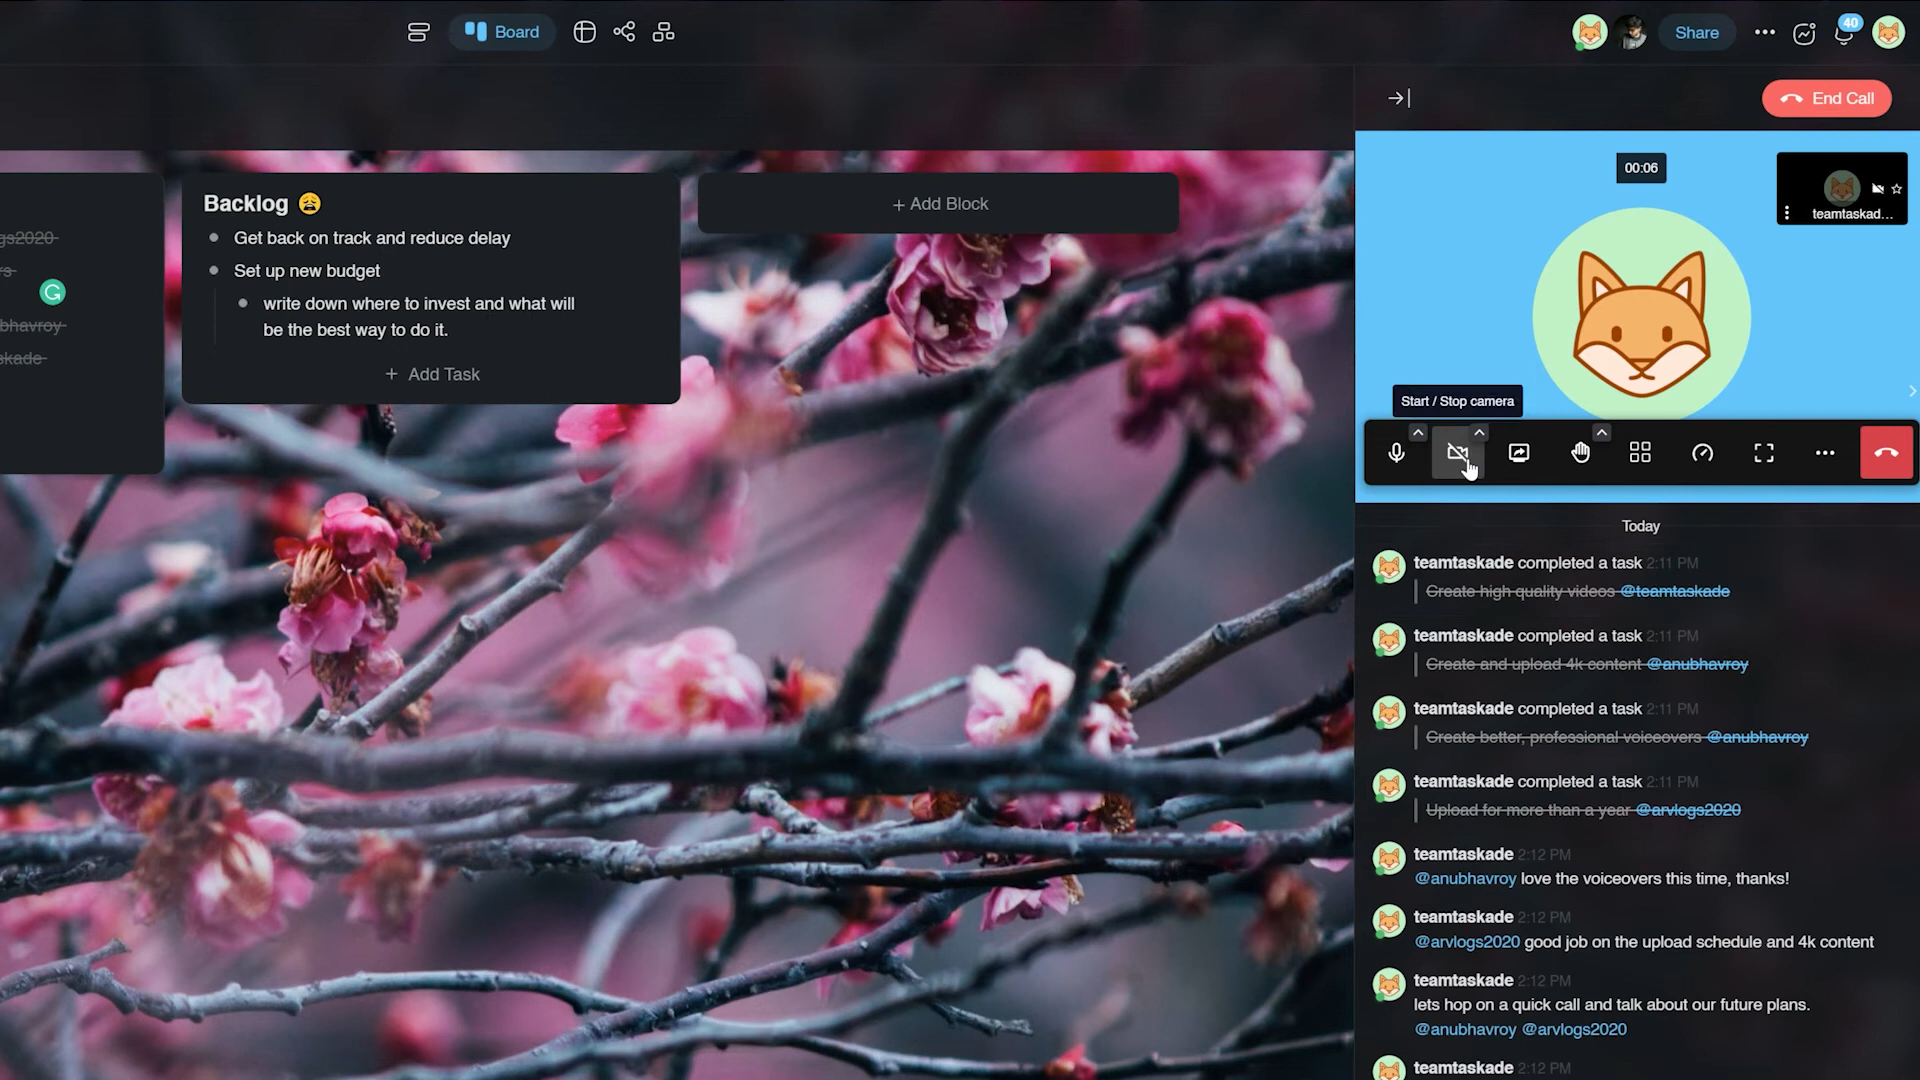 Board
Share
40
End Call
gs2020
rs
bhavroy
skade
Backlog
Get back on track and reduce delay
Set up new budget
write down where to invest and what will
be the best way to do it.
+ Add Task
+ Add Block
00:06
teamtaskad...
Start / Stop camera
Today
teamtaskade completed a task 2:11 PM
Create high quality videos @teamtaskade
teamtaskade completed a task 2:11 PM
Create and upload 4k content @anubhavroy
teamtaskade completed a task 2:11 PM
Create better, professional voiceovers @anubhavroy
teamtaskade completed a task 2:11 PM
Upload for more than a year @arvlogs2020
teamtaskade 2:12 PM
@anubhavroy love the voiceovers this time, thanks!
teamtaskade 2:12 PM
@arvlogs2020 good job on the upload schedule and 4k content
teamtaskade 2:12 PM
lets hop on a quick call and talk about our future plans.
@anubhavroy @arvlogs2020
teamtaskade 2:12 PM